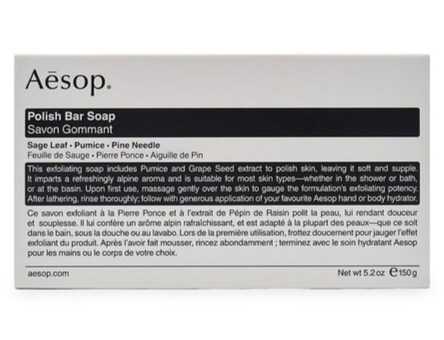 Aēsop.
Polish Bar Soap
Savon Gommant
Sage Leaf • Pumice • Pine Needle
Feuille de Sauge • Pierre Ponce • Aiguille de Pin
This exfoliating soap includes Pumice and Grape Seed extract to polish skin, leaving it soft and supple.
It imparts a refreshingly alpine aroma and is suitable for most skin types—whether in the shower or bath,
or at the basin. Upon first use, massage gently over the skin to gauge the formulation's exfoliating potency.
After lathering, rinse thoroughly; follow with generous application of your favourite Aesop hand or body hydrator.
Ce savon exfoliant à la Pierre Ponce et à l'extrait de Pépin de Raisin polit la peau, lui rendant douceur
et souplesse. Il lui confère un arôme alpin rafraîchissant, et est adapté à la plupart des peaux—que ce soit
dans le bain, sous la douche ou au lavabo. Lors de la première utilisation, frottez doucement pour jauger l'effet
exfoliant du produit. Après l'avoir fait mousser, rincez abondamment ; terminez avec le soin hydratant Aesop
pour les mains ou le corps de votre choix.
aesop.com
Net wt 5.2 oz ℮150 g